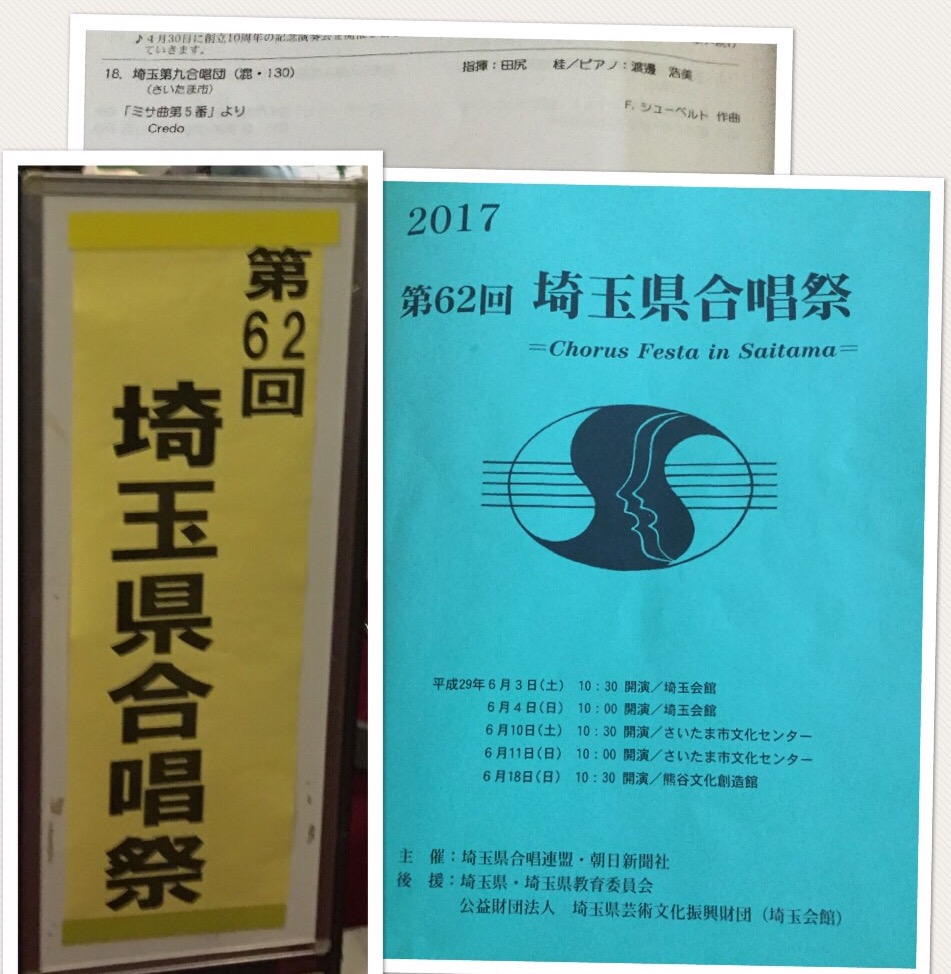 ていきます。
18. 埼玉第九合唱団（混・130）
指揮：田尻 桂／ピアノ：渡邊 浩美
（さいたま市）
「ミサ曲第5番」より
F. シューベルト 作曲
Credo
第62回
埼玉県合唱祭
2017
第62回 埼玉県合唱祭
=Chorus Festa in Saitama=
平成29年6月3日(土) 10:30 開演／埼玉会館
6月4日(日) 10:00 開演／埼玉会館
6月10日(土) 10:30 開演／さいたま市文化センター
6月11日(日) 10:00 開演／さいたま市文化センター
6月18日(日) 10:30 開演／熊谷文化創造館
主 催：埼玉県合唱連盟・朝日新聞社
後 援：埼玉県・埼玉県教育委員会
公益財団法人 埼玉県芸術文化振興財団（埼玉会館）